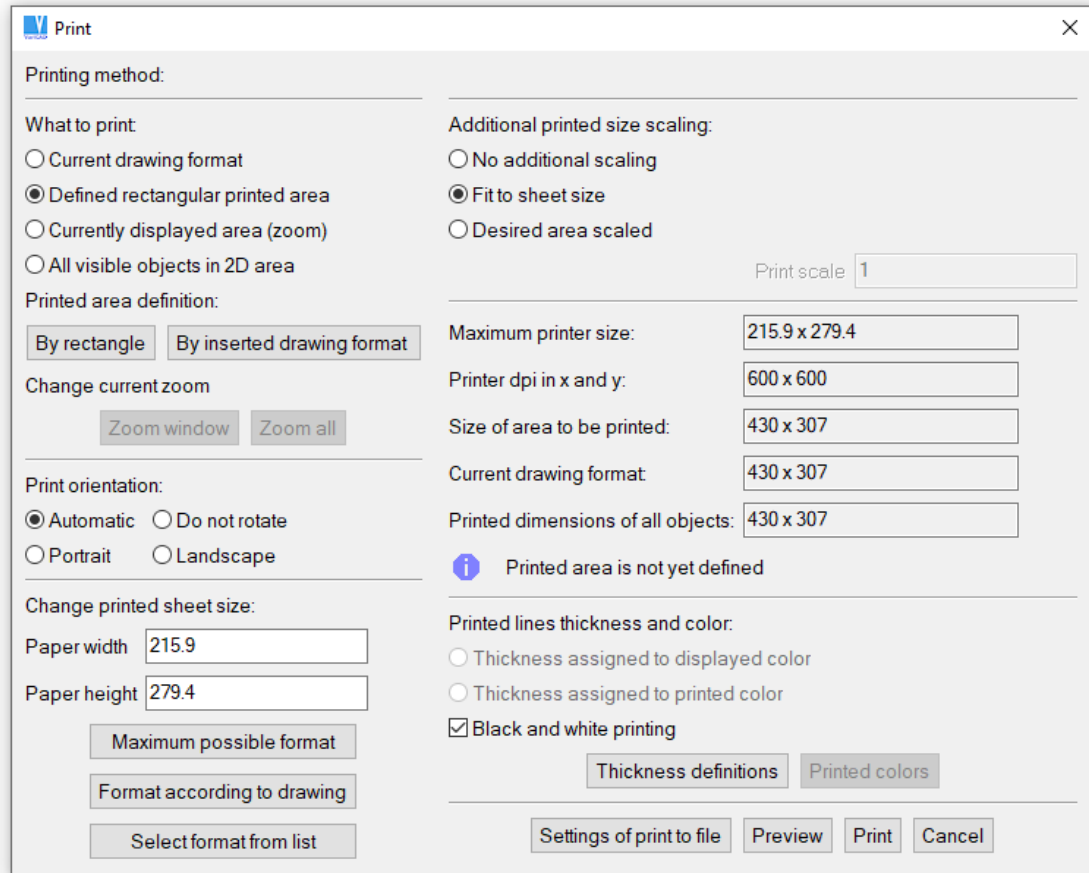 Print
Printing method:
What to print:
Current drawing format
Defined rectangular printed area
Currently displayed area (zoom)
All visible objects in 2D area
Printed area definition:
By rectangle By inserted drawing format
Change current zoom
Zoom window Zoom all
Print orientation:
Automatic Do not rotate
Portrait Landscape
Change printed sheet size:
Paper width 215.9
Paper height 279.4
Maximum possible format
Format according to drawing
Select format from list
Additional printed size scaling:
No additional scaling
Fit to sheet size
Desired area scaled
Print scale 1
Maximum printer size: 215.9 x 279.4
Printer dpi in x and y: 600 x 600
Size of area to be printed: 430 x 307
Current drawing format: 430 x 307
Printed dimensions of all objects: 430 x 307
i Printed area is not yet defined
Printed lines thickness and color:
Thickness assigned to displayed color
Thickness assigned to printed color
Black and white printing
Thickness definitions Printed colors
Settings of print to file Preview Print Cancel